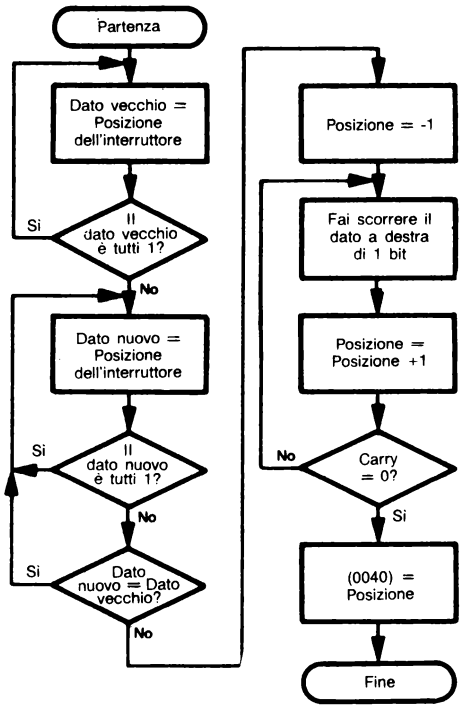 Partenza
Dato vecchio =
Posizione
dell'interruttore
Il
dato vecchio
è tutti 1?
Si
No
Dato nuovo =
Posizione
dell'interruttore
Il
dato nuovo
è tutti 1?
Si
No
Dato
nuovo = Dato
vecchio?
Si
No
Posizione = -1
Fai scorrere il
dato a destra
di 1 bit
Posizione =
Posizione +1
Carry
= 0?
No
Si
(0040) =
Posizione
Fine